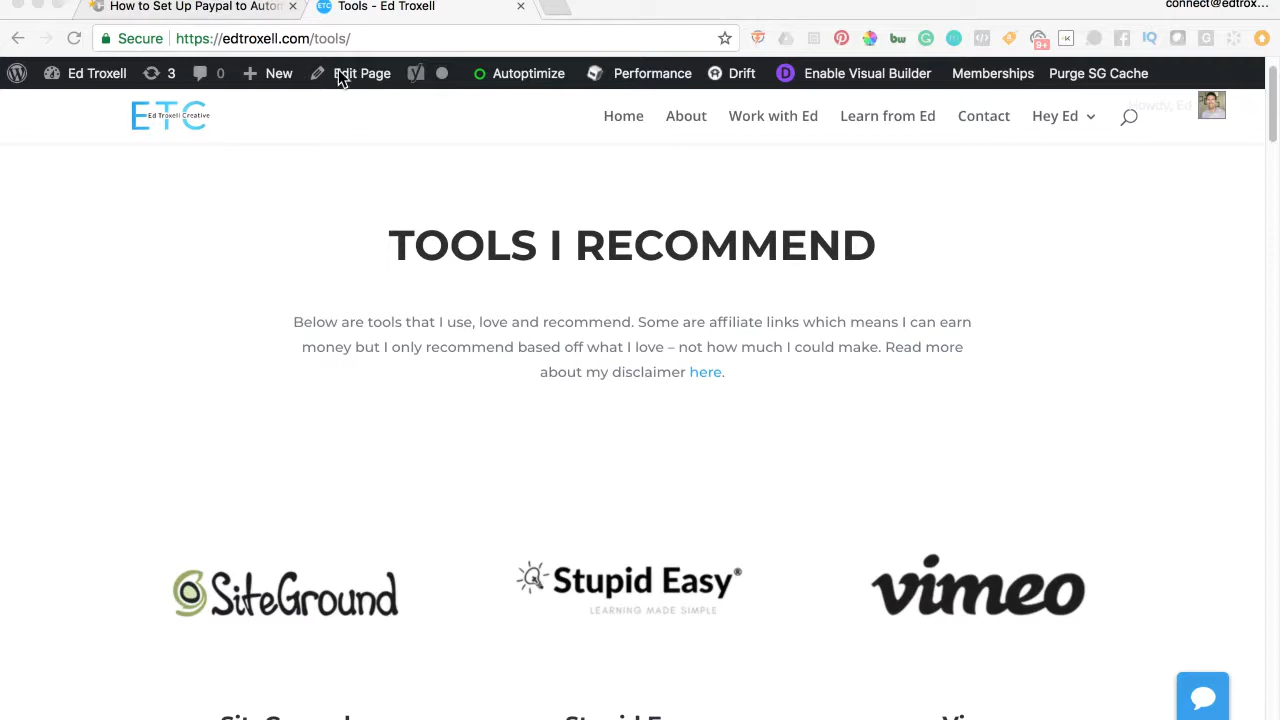 How to Set Up Paypal to Autom
Tools - Ed Troxell
connect@edtrox...
Secure
https://edtroxell.com/tools/
9+
Ed Troxell
3
0
New
Edit Page
Autoptimize
Performance
Drift
Enable Visual Builder
Memberships
Purge SG Cache
Howdy, Ed
ETC
Ed Troxell Creative
Home
About
Work with Ed
Learn from Ed
Contact
Hey Ed
TOOLS I RECOMMEND
Below are tools that I use, love and recommend. Some are affiliate links which means I can earn
money but I only recommend based off what I love – not how much I could make. Read more
about my disclaimer here.
SiteGround
Stupid Easy®
LEARNING MADE SIMPLE
vimeo